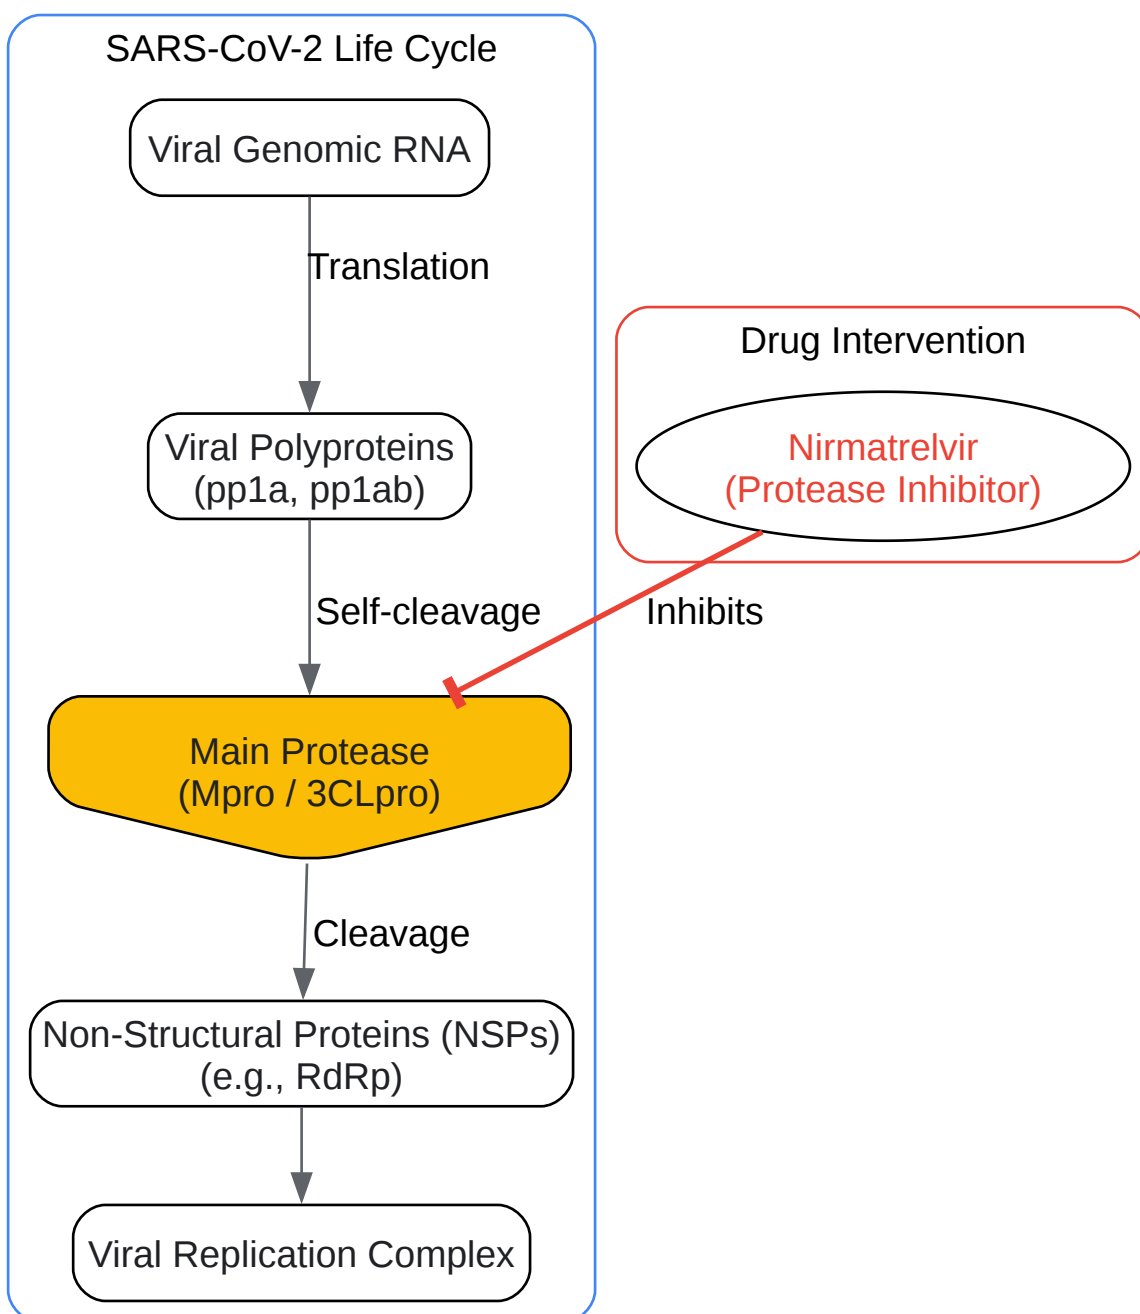 SARS-CoV-2 Life Cycle
Viral Genomic RNA
Translation
Viral Polyproteins
(pp1a, pp1ab)
Self-cleavage
Main Protease
(Mpro / 3CLpro)
Cleavage
Non-Structural Proteins (NSPs)
(e.g., RdRp)
Viral Replication Complex
Drug Intervention
Nirmatrelvir
(Protease Inhibitor)
Inhibits